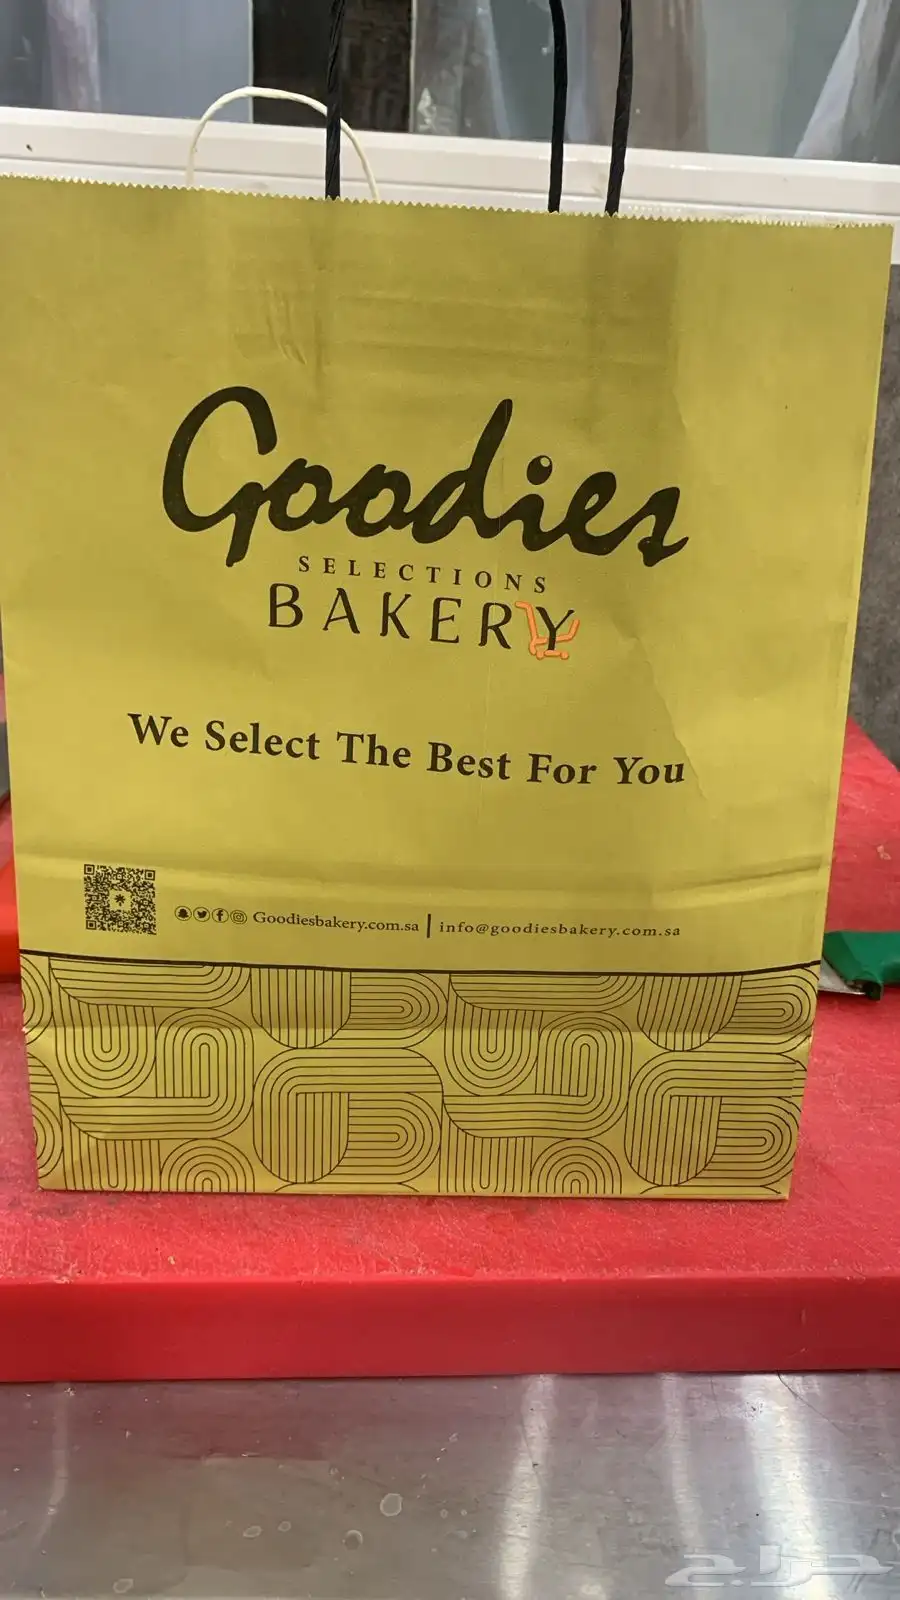 Goodies
SELECTIONS
BAKERY
We Select The Best For You
Goodiesbakery.com.sa | info@goodiesbakery.com.sa
حراج